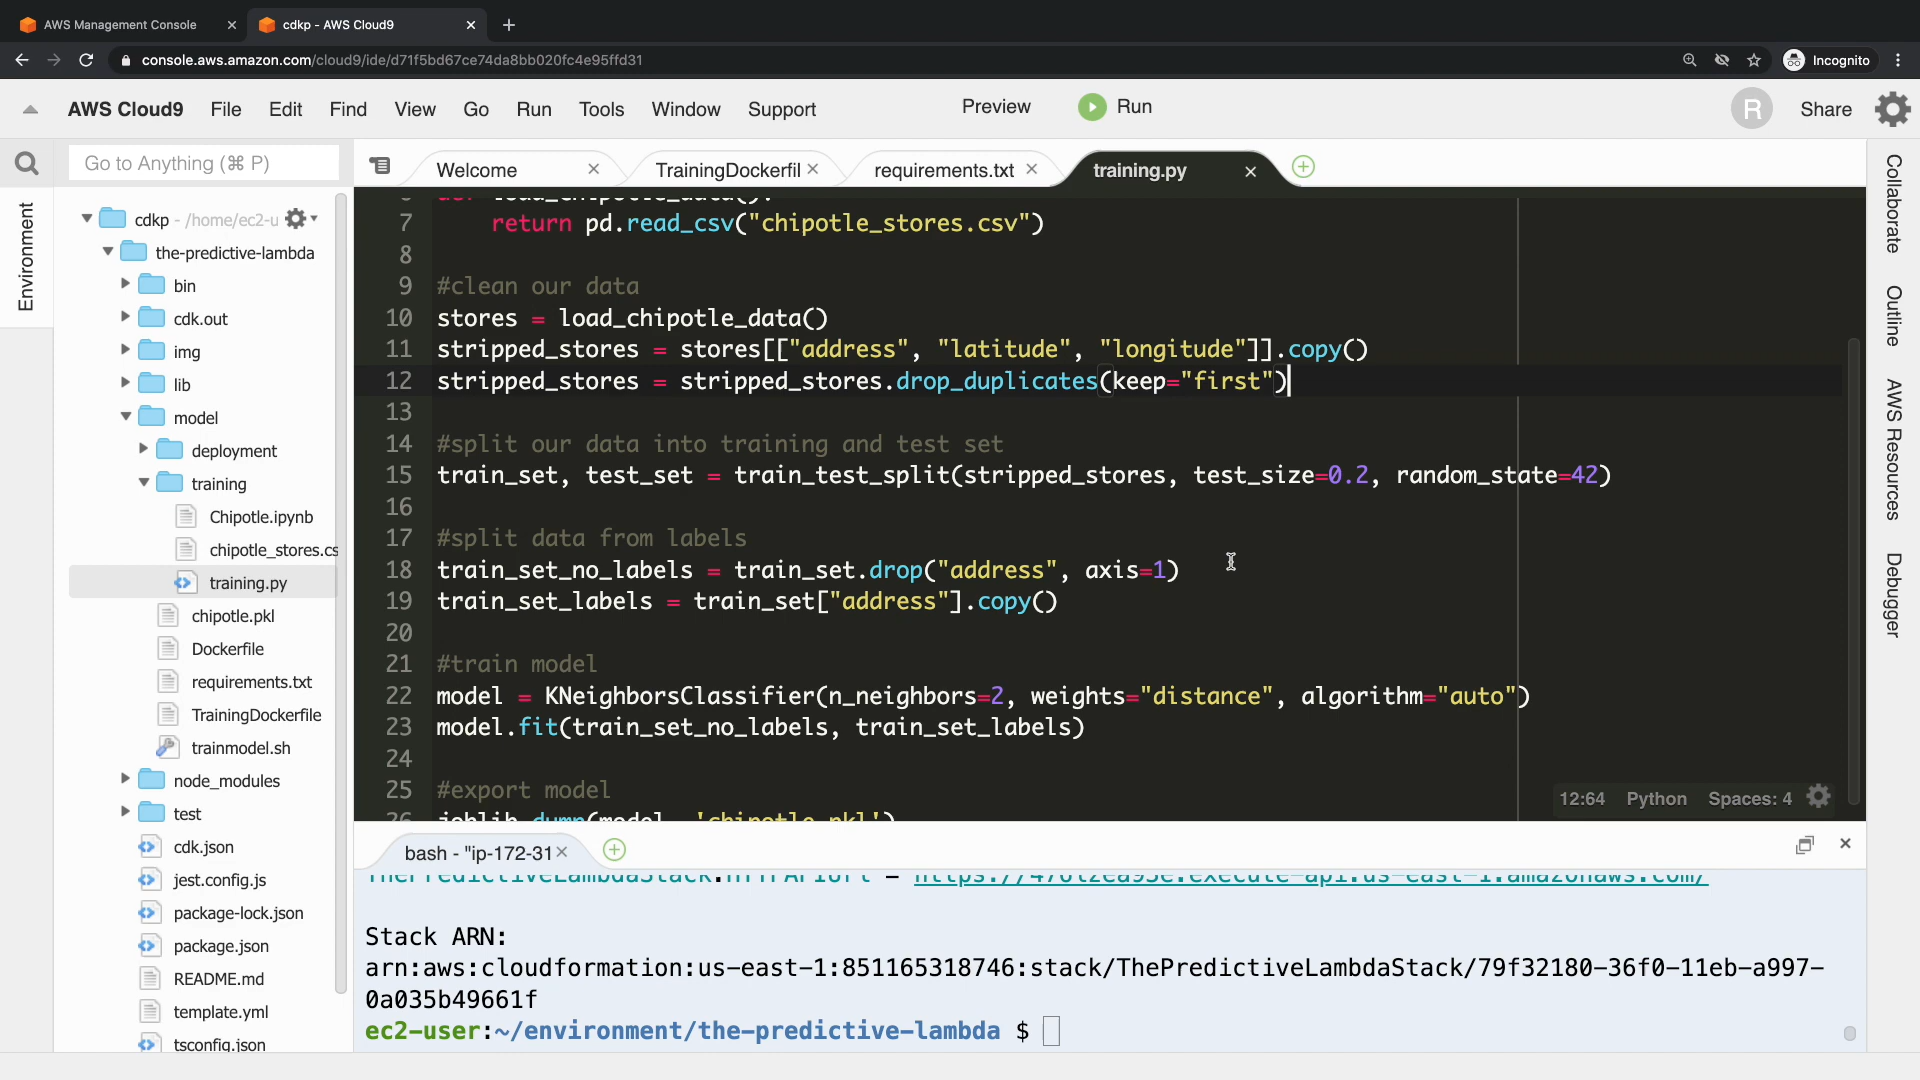 AWS Management Console
cdkp - AWS Cloud9
console.aws.amazon.com/cloud9/ide/d71f5bd67ce74da8bb020fc4e95ffd31
Incognito
AWS Cloud9 File Edit Find View Go Run Tools Window Support Preview Run R Share
Go to Anything (⌘ P)
Welcome
TrainingDockerfil
requirements.txt
training.py
Environment
cdkp - /home/ec2-u
the-predictive-lambda
bin
cdk.out
img
lib
model
deployment
training
Chipotle.ipynb
chipotle_stores.cs
training.py
chipotle.pkl
Dockerfile
requirements.txt
TrainingDockerfile
trainmodel.sh
node_modules
test
cdk.json
jest.config.js
package-lock.json
package.json
README.md
template.yml
tsconfig.json
6 def load_chipotle_data():
7 return pd.read_csv("chipotle_stores.csv")
8
9 #clean our data
10 stores = load_chipotle_data()
11 stripped_stores = stores[["address", "latitude", "longitude"]].copy()
12 stripped_stores = stripped_stores.drop_duplicates(keep="first")
13
14 #split our data into training and test set
15 train_set, test_set = train_test_split(stripped_stores, test_size=0.2, random_state=42)
16
17 #split data from labels
18 train_set_no_labels = train_set.drop("address", axis=1)
19 train_set_labels = train_set["address"].copy()
20
21 #train model
22 model = KNeighborsClassifier(n_neighbors=2, weights="distance", algorithm="auto")
23 model.fit(train_set_no_labels, train_set_labels)
24
25 #export model
26 joblib.dump(model, 'chipotle.pkl')
12:64 Python Spaces: 4
Collaborate
Outline
AWS Resources
Debugger
bash - "ip-172-31
Stack ARN:
arn:aws:cloudformation:us-east-1:851165318746:stack/ThePredictiveLambdaStack/79f32180-36f0-11eb-a997-
0a035b49661f
ec2-user:~/environment/the-predictive-lambda $